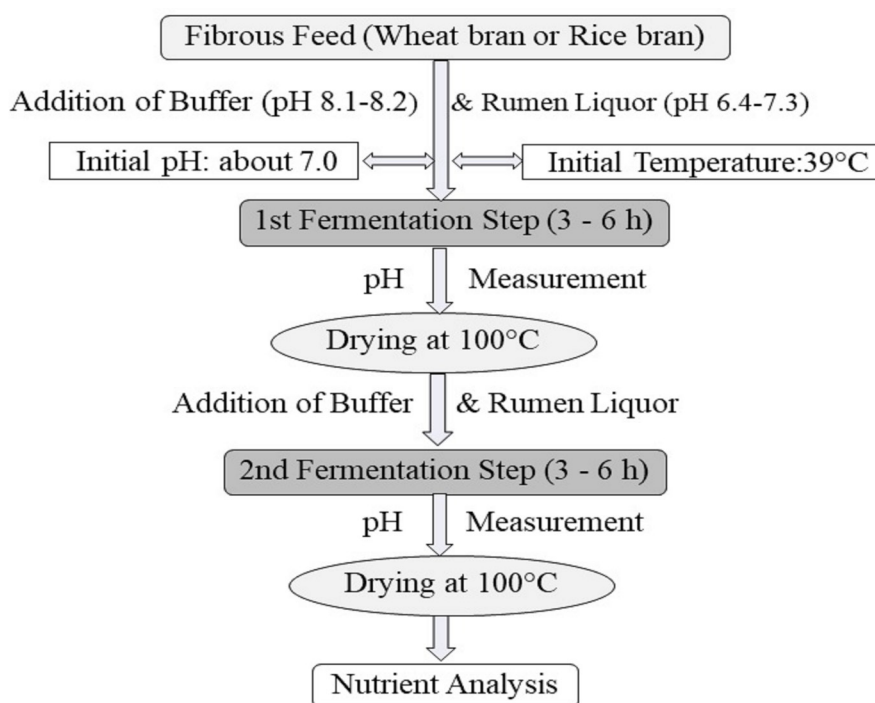 Fibrous Feed (Wheat bran or Rice bran)
Addition of Buffer (pH 8.1-8.2) & Rumen Liquor (pH 6.4-7.3)
Initial pH: about 7.0 Initial Temperature:39°C
1st Fermentation Step (3 - 6 h)
pH Measurement
Drying at 100°C
Addition of Buffer & Rumen Liquor
2nd Fermentation Step (3 - 6 h)
pH Measurement
Drying at 100°C
Nutrient Analysis